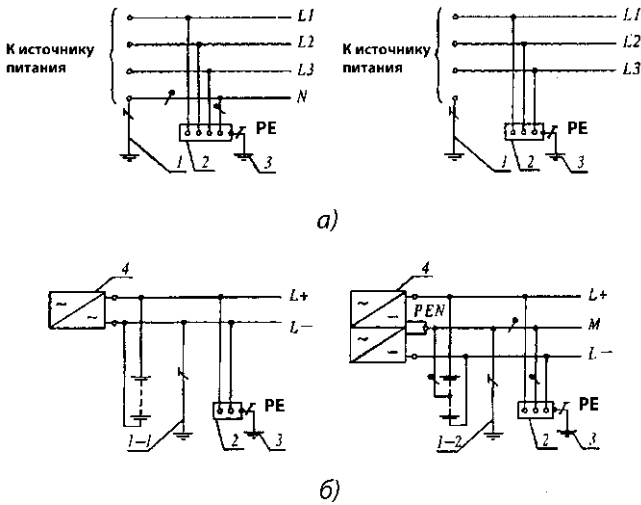 К источнику питания
L1
L2
L3
N
PE
1 2 3
К источнику питания
L1
L2
L3
PE
1 2 3
а)
4
L+
L−
PE
1-1 2 3
4
L+
PEN
M
L−
PE
1-2 2 3
б)